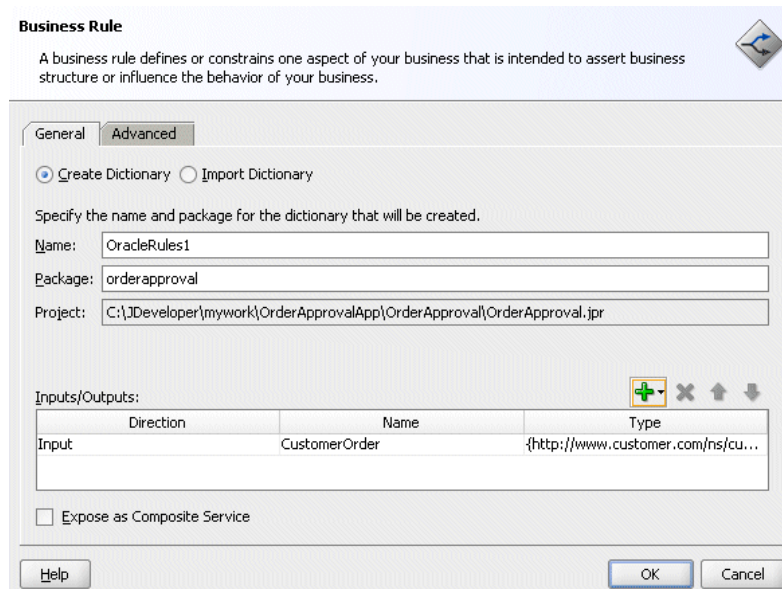 Business Rule
A business rule defines or constrains one aspect of your business that is intended to assert business
structure or influence the behavior of your business.
General Advanced
Create Dictionary Import Dictionary
Specify the name and package for the dictionary that will be created.
Name: OracleRules1
Package: orderapproval
Project: C:\JDeveloper\mywork\OrderApprovalApp\OrderApproval\OrderApproval.jpr
Inputs/Outputs:
Direction Name Type
Input CustomerOrder {http://www.customer.com/ns/cu...
Expose as Composite Service
Help OK Cancel